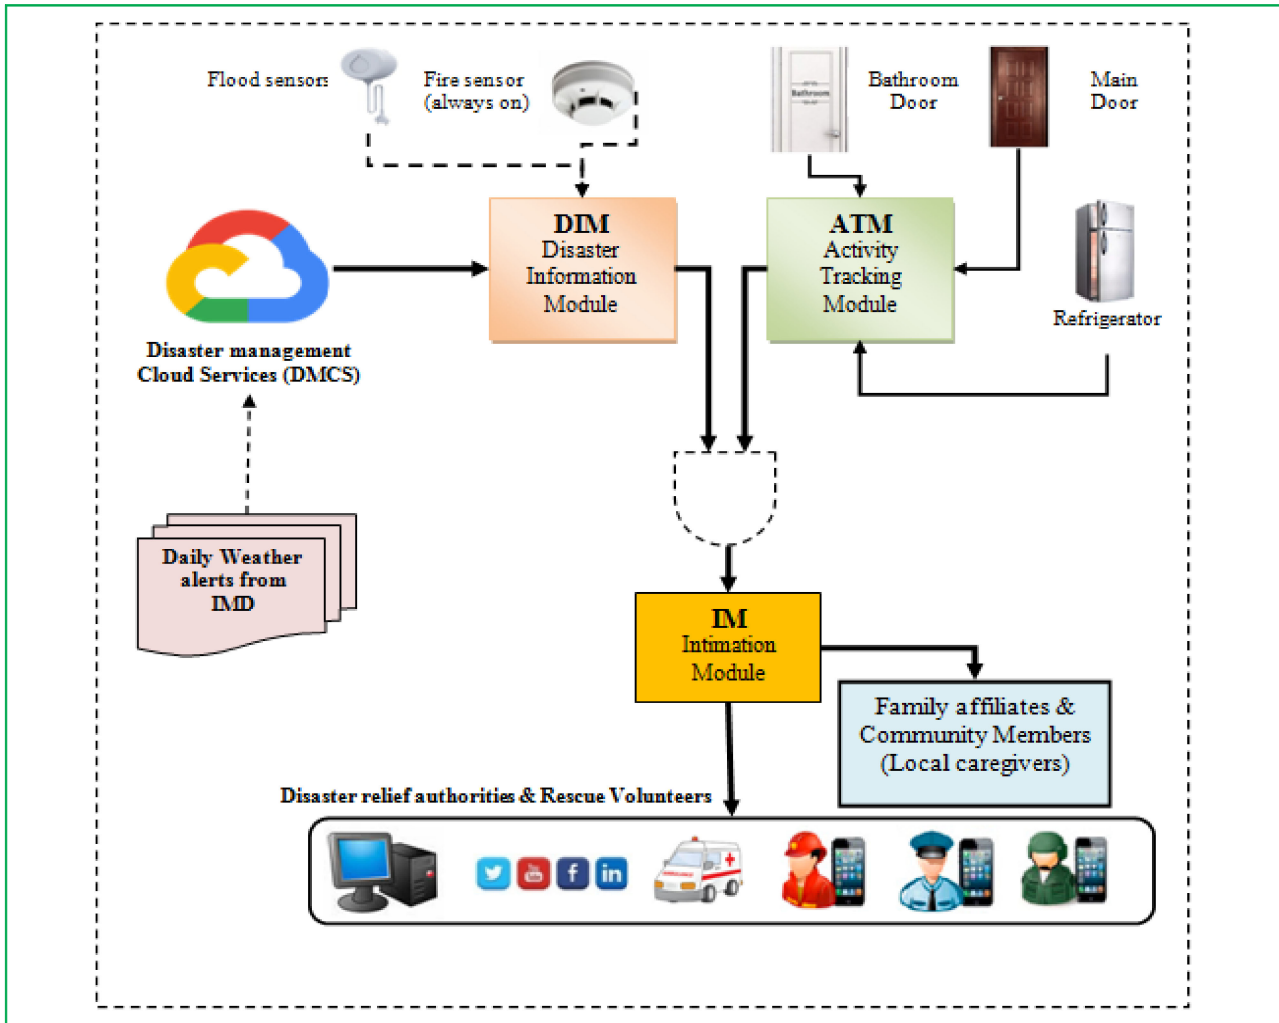 Flood sensors
Fire sensor
(always on)
Bathroom
Bathroom
Door
Main
Door
DIM
Disaster
Information
Module
ATM
Activity
Tracking
Module
Refrigerator
Disaster management
Cloud Services (DMCS)
Daily Weather
alerts from
IMD
IM
Intimation
Module
Family affiliates &
Community Members
(Local caregivers)
Disaster relief authorities & Rescue Volunteers